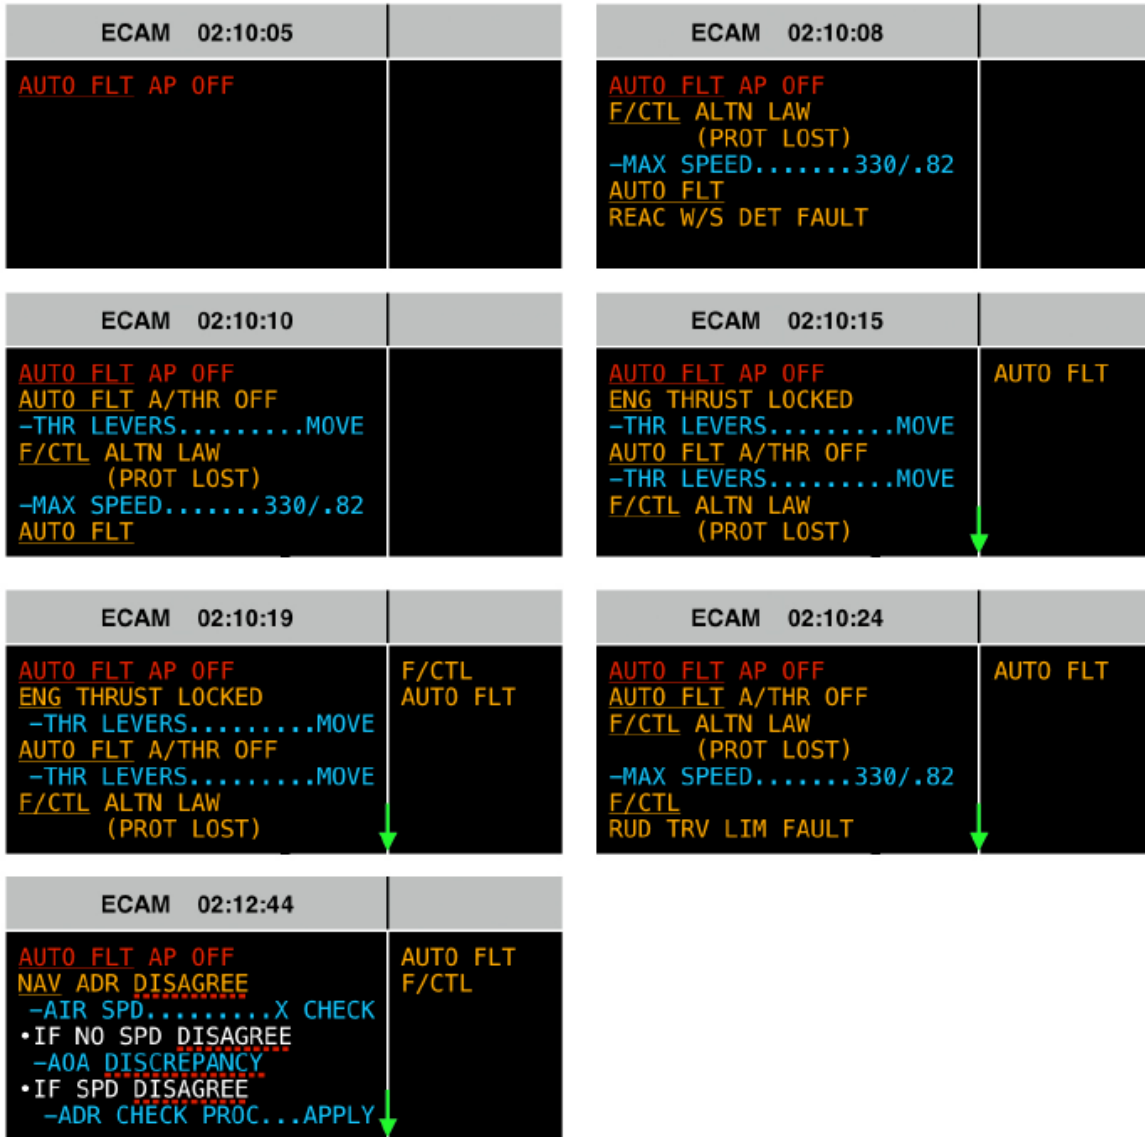 ECAM 02:10:05
AUTO FLT AP OFF
ECAM 02:10:08
AUTO FLT AP OFF
F/CTL ALTN LAW
(PROT LOST)
-MAX SPEED.......330/.82
AUTO FLT
REAC W/S DET FAULT
ECAM 02:10:10
AUTO FLT AP OFF
AUTO FLT A/THR OFF
-THR LEVERS.........MOVE
F/CTL ALTN LAW
(PROT LOST)
-MAX SPEED.......330/.82
AUTO FLT
ECAM 02:10:15
AUTO FLT AP OFF
ENG THRUST LOCKED
-THR LEVERS.........MOVE
AUTO FLT A/THR OFF
-THR LEVERS.........MOVE
F/CTL ALTN LAW
(PROT LOST)
AUTO FLT
ECAM 02:10:19
AUTO FLT AP OFF
ENG THRUST LOCKED
-THR LEVERS.........MOVE
AUTO FLT A/THR OFF
-THR LEVERS.........MOVE
F/CTL ALTN LAW
(PROT LOST)
F/CTL
AUTO FLT
ECAM 02:10:24
AUTO FLT AP OFF
AUTO FLT A/THR OFF
F/CTL ALTN LAW
(PROT LOST)
-MAX SPEED.......330/.82
F/CTL
RUD TRV LIM FAULT
AUTO FLT
ECAM 02:12:44
AUTO FLT AP OFF
NAV ADR DISAGREE
-AIR SPD.........X CHECK
•IF NO SPD DISAGREE
-AOA DISCREPANCY
•IF SPD DISAGREE
-ADR CHECK PROC...APPLY
AUTO FLT
F/CTL